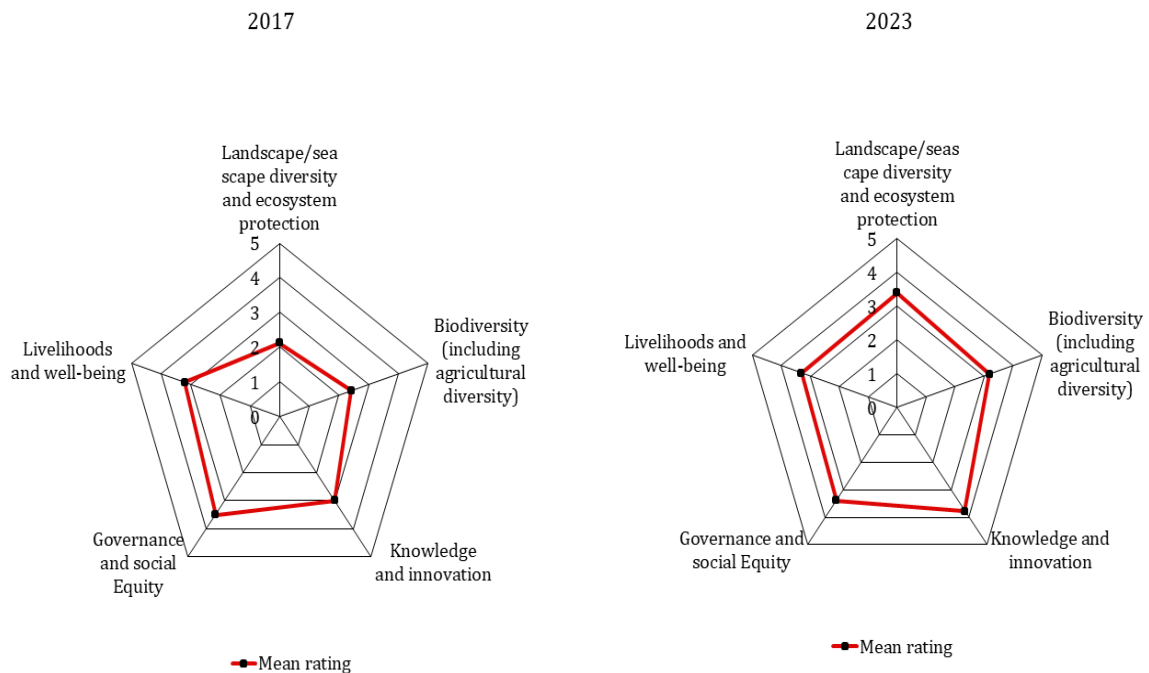 2017
Landscape/sea
scape diversity
and ecosystem
protection
5
4
3
2
1
0
Biodiversity
(including
agricultural
diversity)
Knowledge
and innovation
Governance
and social
Equity
Livelihoods
and well-being
Mean rating
2023
Landscape/seas
cape diversity
and ecosystem
protection
5
4
3
2
1
0
Biodiversity
(including
agricultural
diversity)
Knowledge and
innovation
Governance and
social Equity
Livelihoods and
well-being
Mean rating